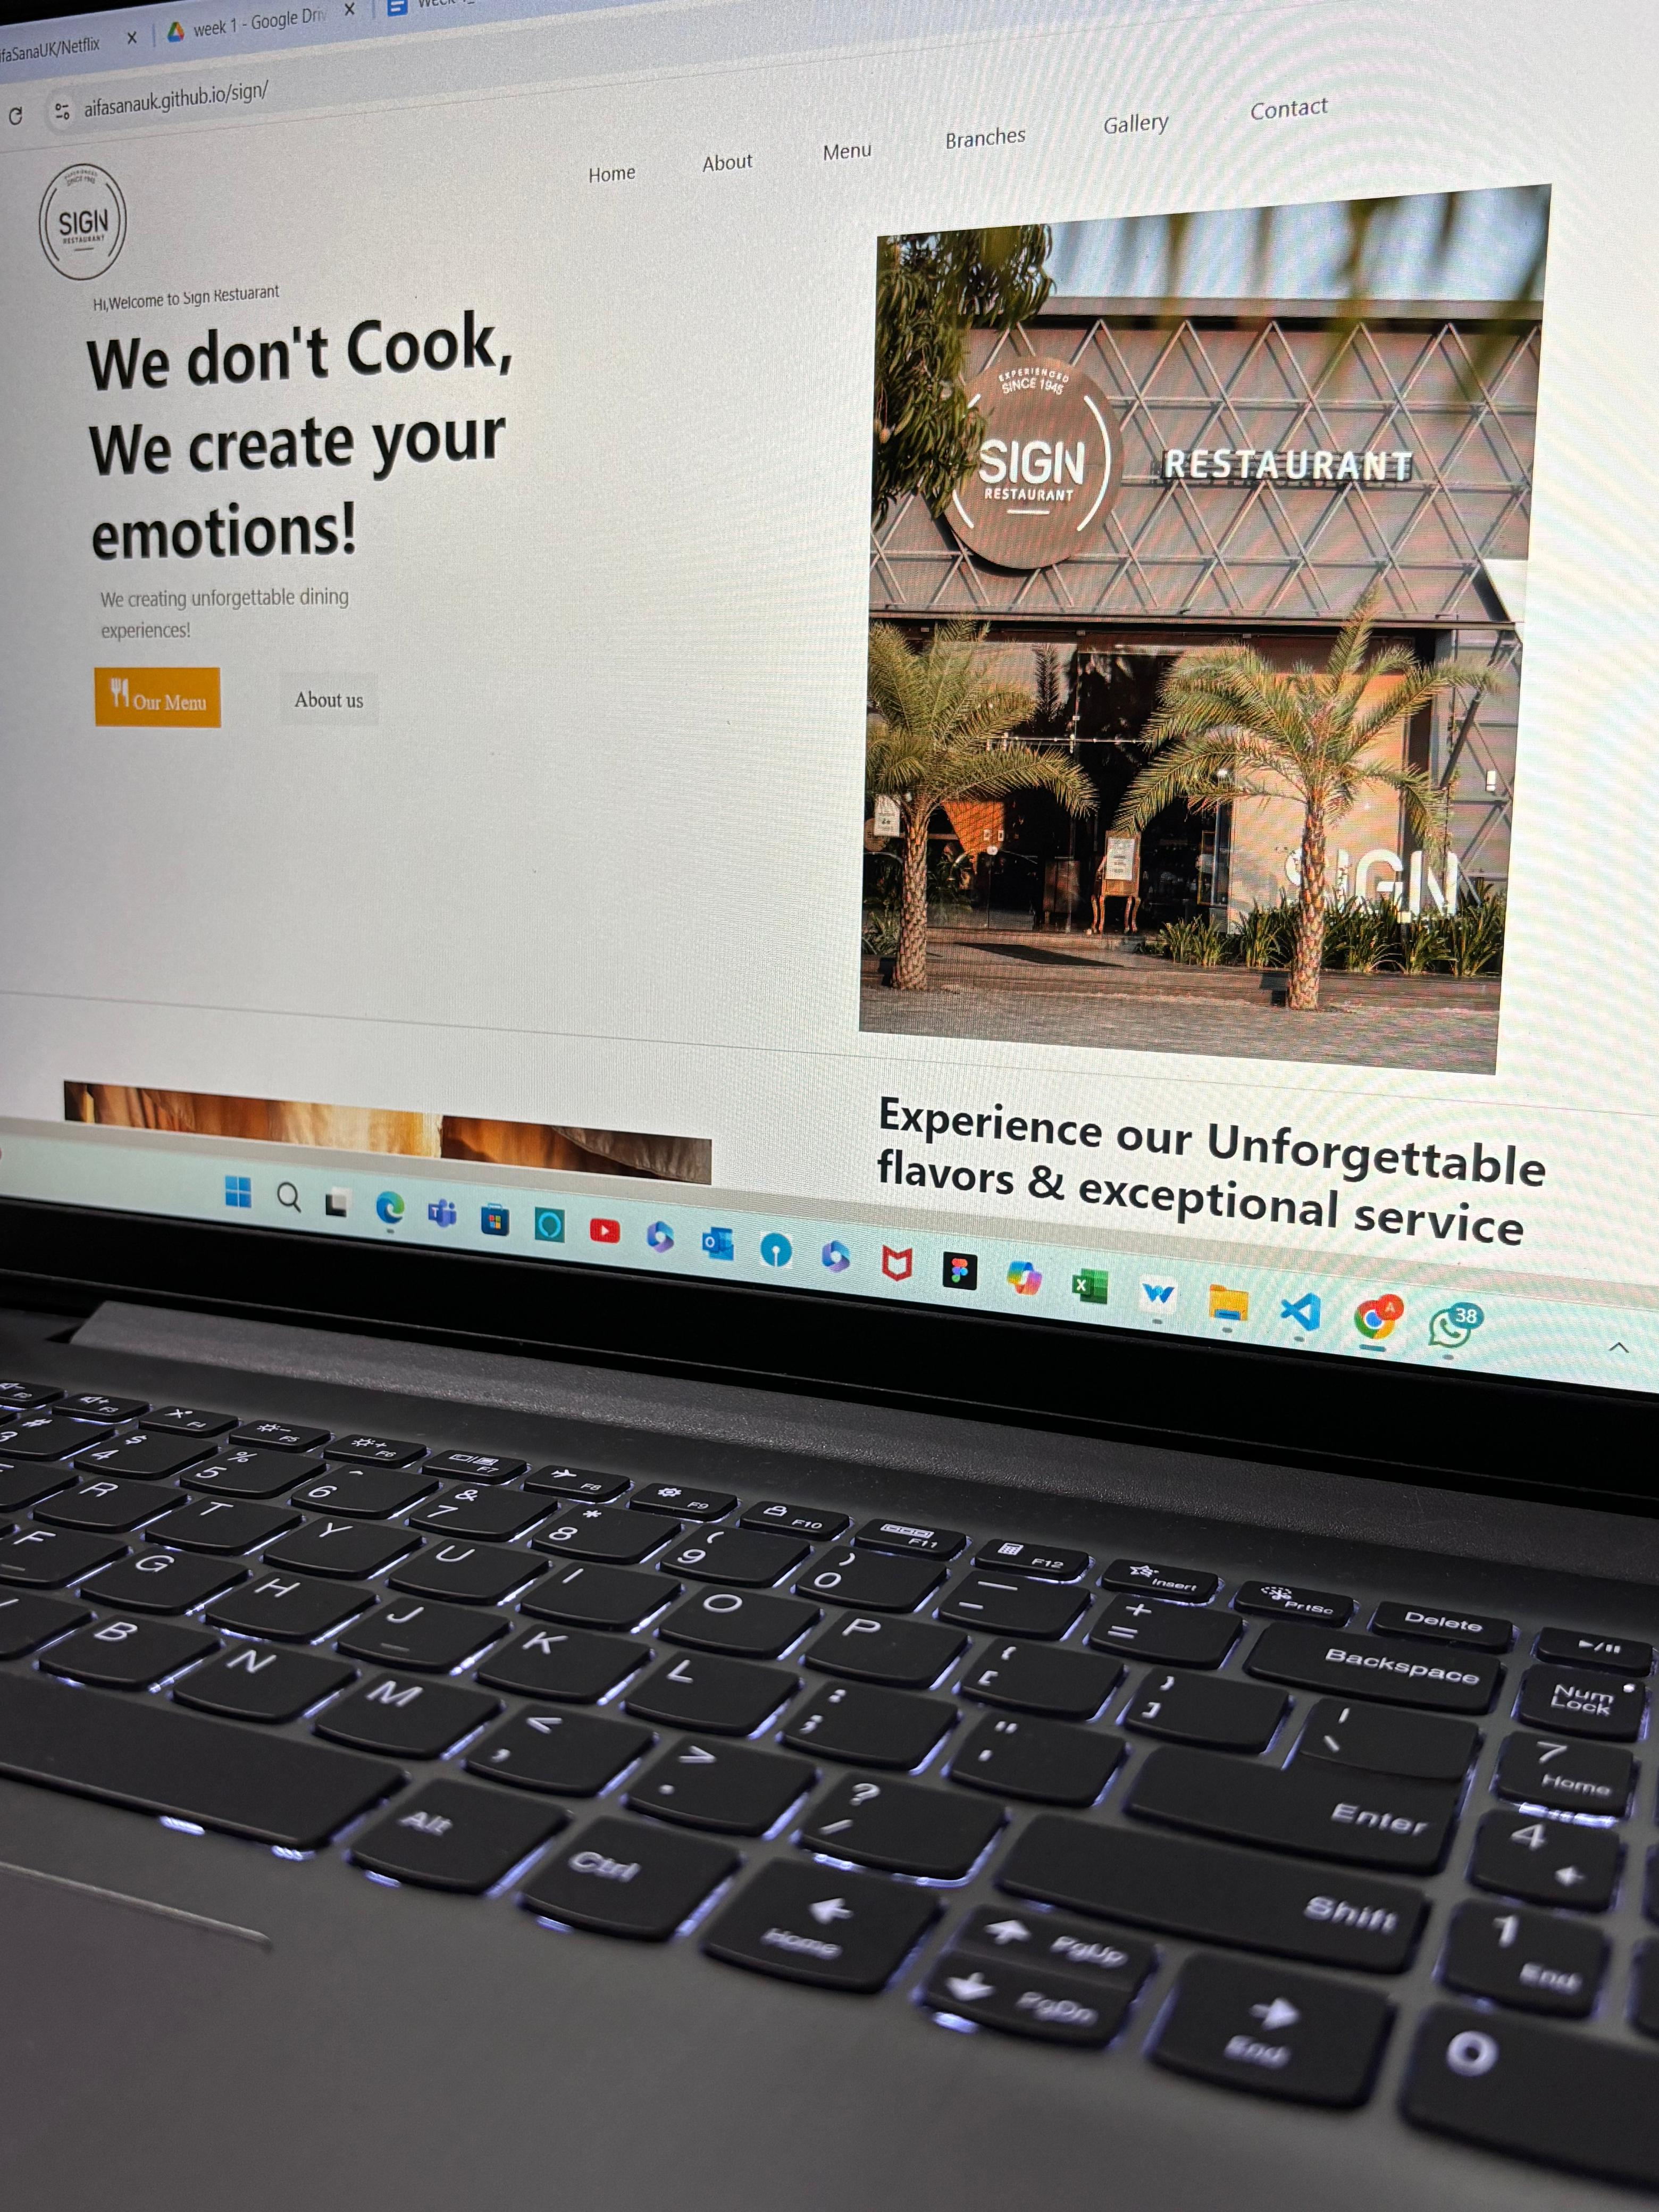 ifaSanaUK/Netflix
week 1 - Google Driv
aifasanauk.github.io/sign/
SINCE 1945
SIGN
RESTAURANT
Home
About
Menu
Branches
Gallery
Contact
Hi,Welcome to Sign Restuarant
We don't Cook,
We create your
emotions!
We creating unforgettable dining
experiences!
Our Menu
About us
EXPERIENCED
SINCE 1945
SIGN
RESTAURANT
RESTAURANT
SIGN
Experience our Unforgettable
flavors & exceptional service
A
38
F2
F3
F4
F5
F6
F7
F8
F9
F10
F11
F12
Insert
PrtSc
Delete
# 3
$ 4
% 5
^ 6
& 7
* 8
( 9
) 0
_ -
+ =
Backspace
Num
Lock
R
T
Y
U
I
O
P
{ [
} ]
| \
7
Home
F
G
H
J
K
L
: ;
" '
Enter
4
B
N
M
< ,
> .
? /
Shift
1
End
Alt
Ctrl
Home
PgUp
PgDn
End
0